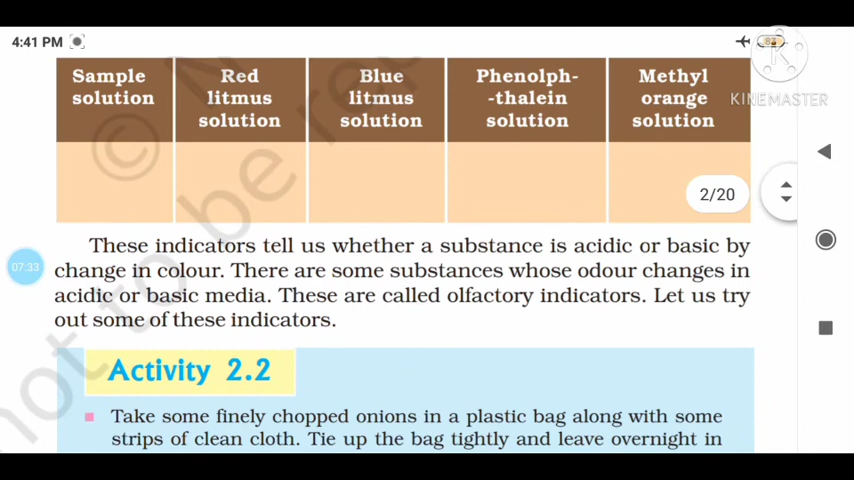 4:41 PM
KINEMASTER
Sample solution
Red litmus solution
Blue litmus solution
Phenolph- -thalein solution
Methyl orange solution
2/20
07:33
These indicators tell us whether a substance is acidic or basic by
change in colour. There are some substances whose odour changes in
acidic or basic media. These are called olfactory indicators. Let us try
out some of these indicators.
Activity 2.2
Take some finely chopped onions in a plastic bag along with some
strips of clean cloth. Tie up the bag tightly and leave overnight in